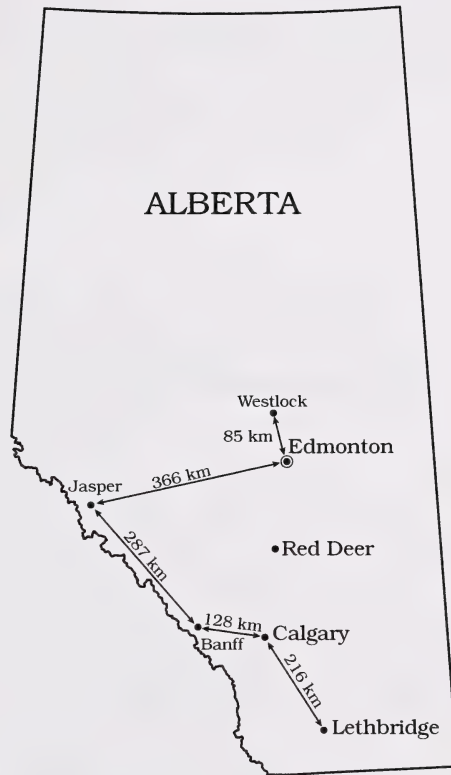 ALBERTA
Westlock
85 km
Edmonton
366 km
Jasper
287 km
Red Deer
128 km
Banff
Calgary
216 km
Lethbridge